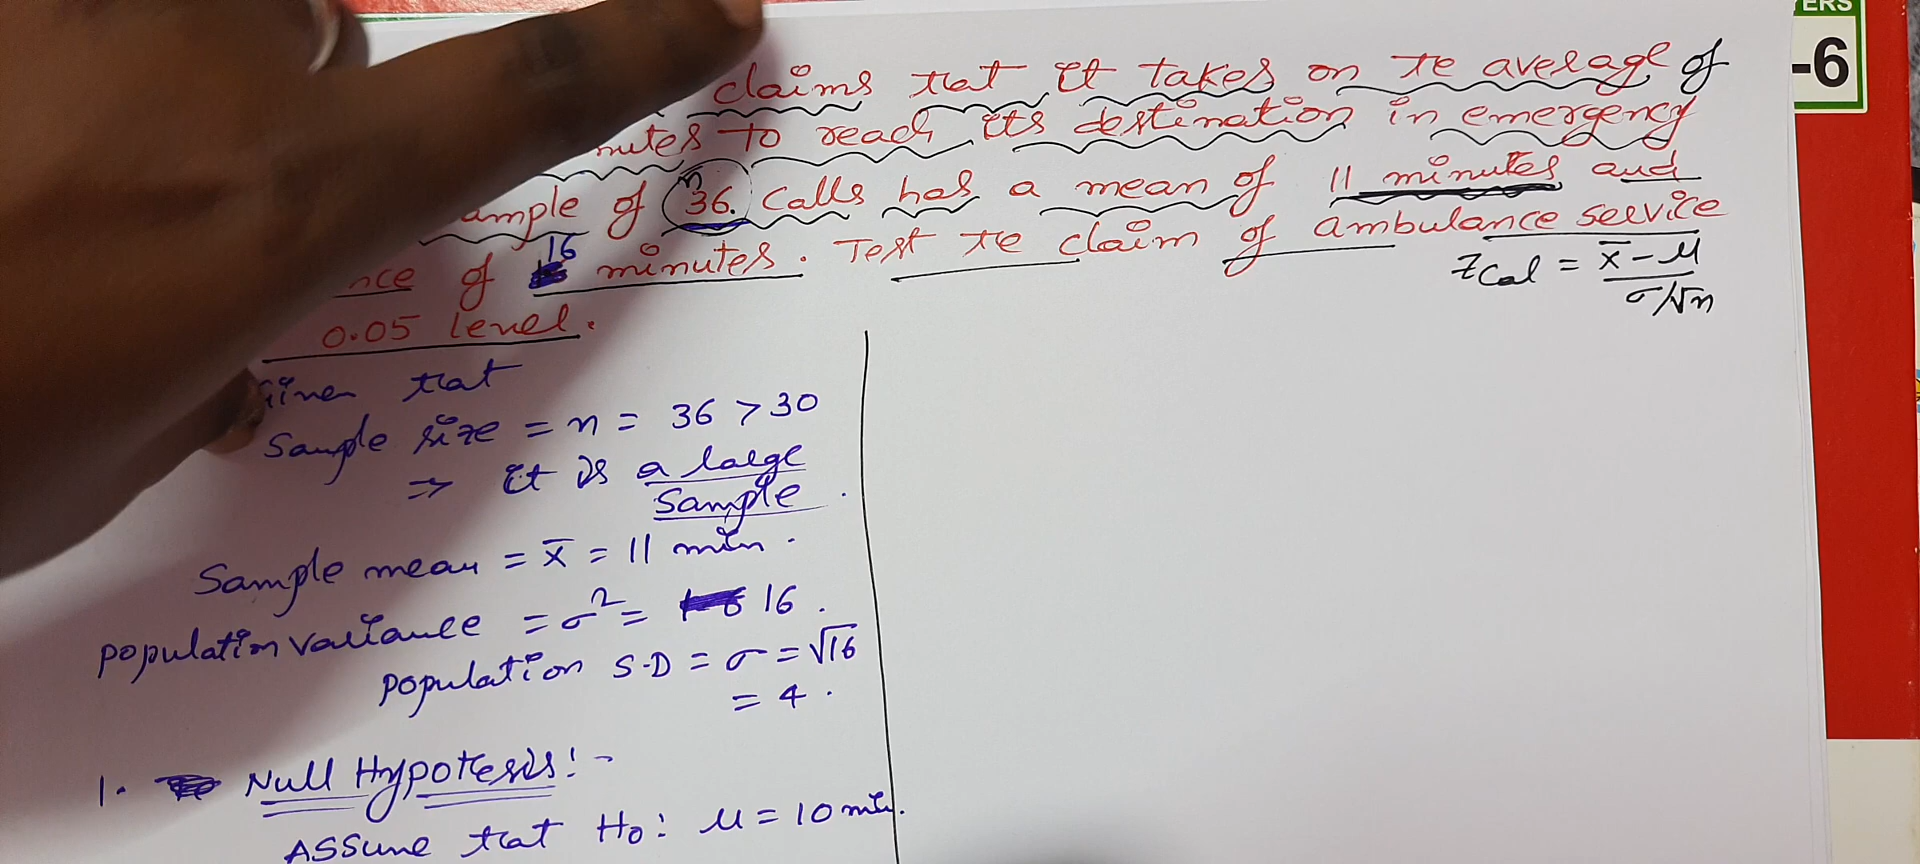 YERS
-6
claims that it takes on the average of
nutes to reach its destination in emergency
ample of 36. calls has a mean of 11 minutes and
n
nce of 16 minutes. Test the claim of ambulance service
0.05 level.
Zcal = x̄ - μ / σ/√n
Given that
Sample size = n = 36 > 30
⇒ It is a large
Sample.
Sample mean = x̄ = 11 min.
population variance = σ² = 16.
population S.D = σ = √16
= 4.
1. Null Hypothesis:-
Assume that H₀: μ = 10 min.